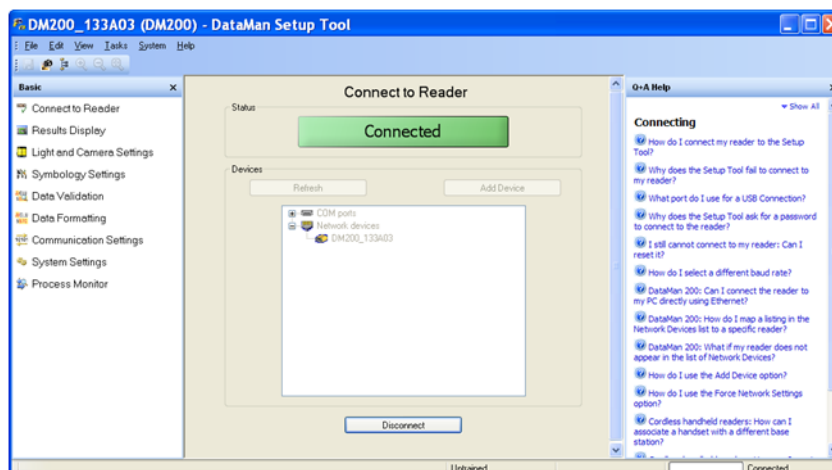 DM200_133A03 (DM200) - DataMan Setup Tool
File Edit View Tasks System Help
Basic
Connect to Reader
Results Display
Light and Camera Settings
Symbology Settings
Data Validation
Data Formatting
Communication Settings
System Settings
Process Monitor
Connect to Reader
Status
Connected
Devices
Refresh
Add Device
COM ports
Network devices
DM200_133A03
Disconnect
Q+A Help
Show All
Connecting
How do I connect my reader to the Setup
Tool?
Why does the Setup Tool fail to connect to
my reader?
What port do I use for a USB Connection?
Why does the Setup Tool ask for a password
to connect to the reader?
I still cannot connect to my reader: Can I
reset it?
How do I select a different baud rate?
DataMan 200: Can I connect the reader to
my PC directly using Ethernet?
DataMan 200: How do I map a listing in the
Network Devices list to a specific reader?
DataMan 200: What if my reader does not
appear in the list of Network Devices?
How do I use the Add Device option?
How do I use the Force Network Settings
option?
Cordless handheld readers: How can I
associate a handset with a different base
station?
Untrained
Connected